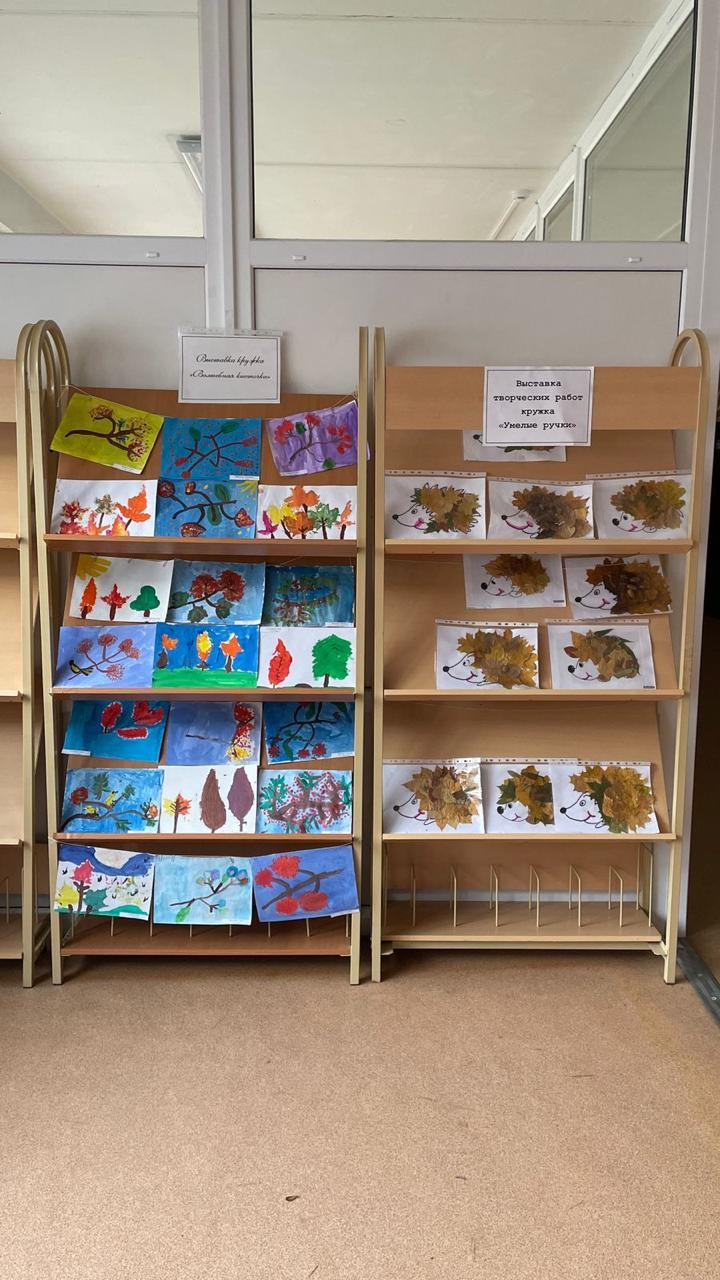 Выставка кружка
«Волшебная кисточка»
Выставка
творческих работ
кружка
«Умелые ручки»